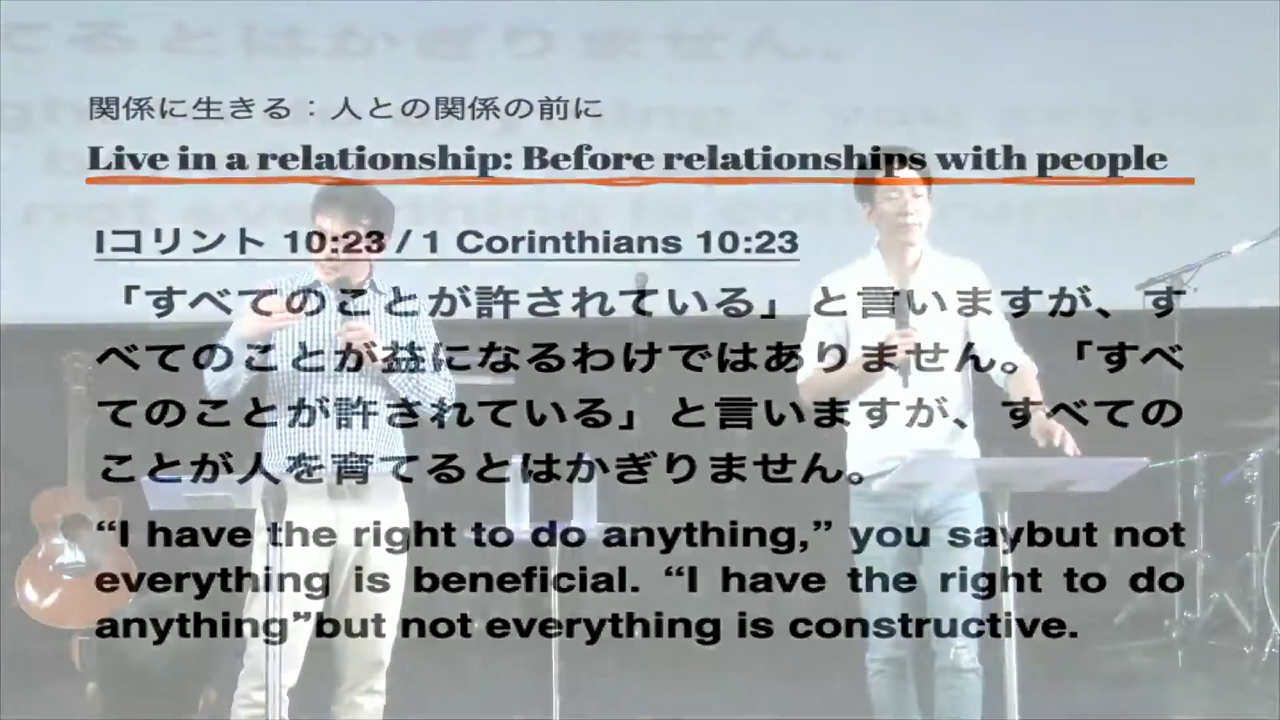 関係に生きる：人との関係の前に
Live in a relationship: Before relationships with people
Iコリント 10:23 / 1 Corinthians 10:23
「すべてのことが許されている」と言いますが、す
べてのことが益になるわけではありません。「すべ
てのことが許されている」と言いますが、すべての
ことが人を育てるとはかぎりません。
“I have the right to do anything,” you saybut not
everything is beneficial. “I have the right to do
anything”but not everything is constructive.